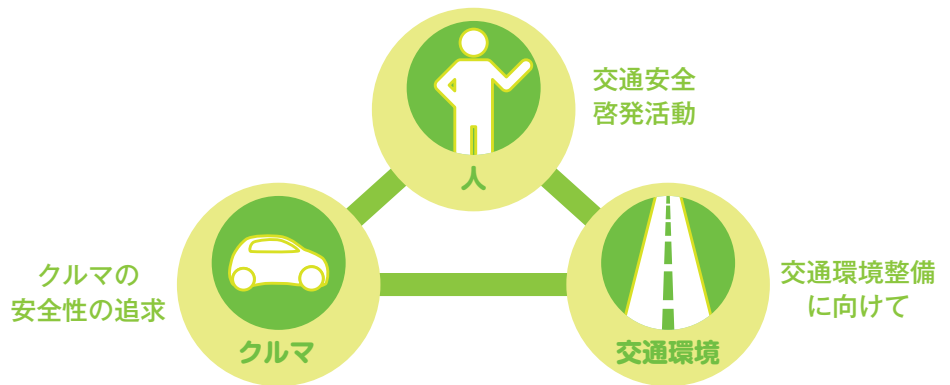 交通安全
啓発活動
人
クルマの
安全性の追求
クルマ
交通環境
交通環境整備
に向けて